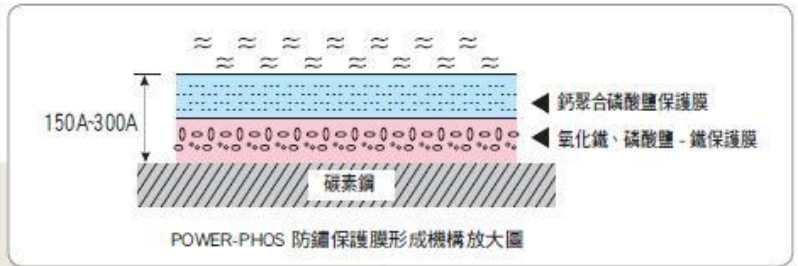 鈣聚合磷酸鹽保護膜
150A~300A
氧化鐵、磷酸鹽 - 鐵保護膜
碳素鋼
POWER-PHOS 防鏽保護膜形成機構放大圖